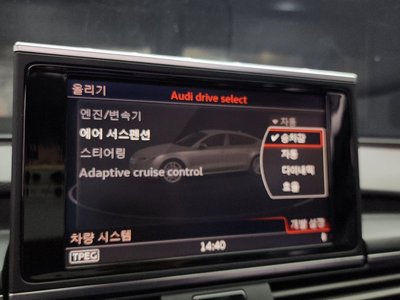 올리기
Audi drive select
엔진/변속기
자동
에어 서스펜션
승차감
스티어링
자동
Adaptive cruise control
다이내믹
효율
개별 설정
차량 시스템
14:40
TPEG